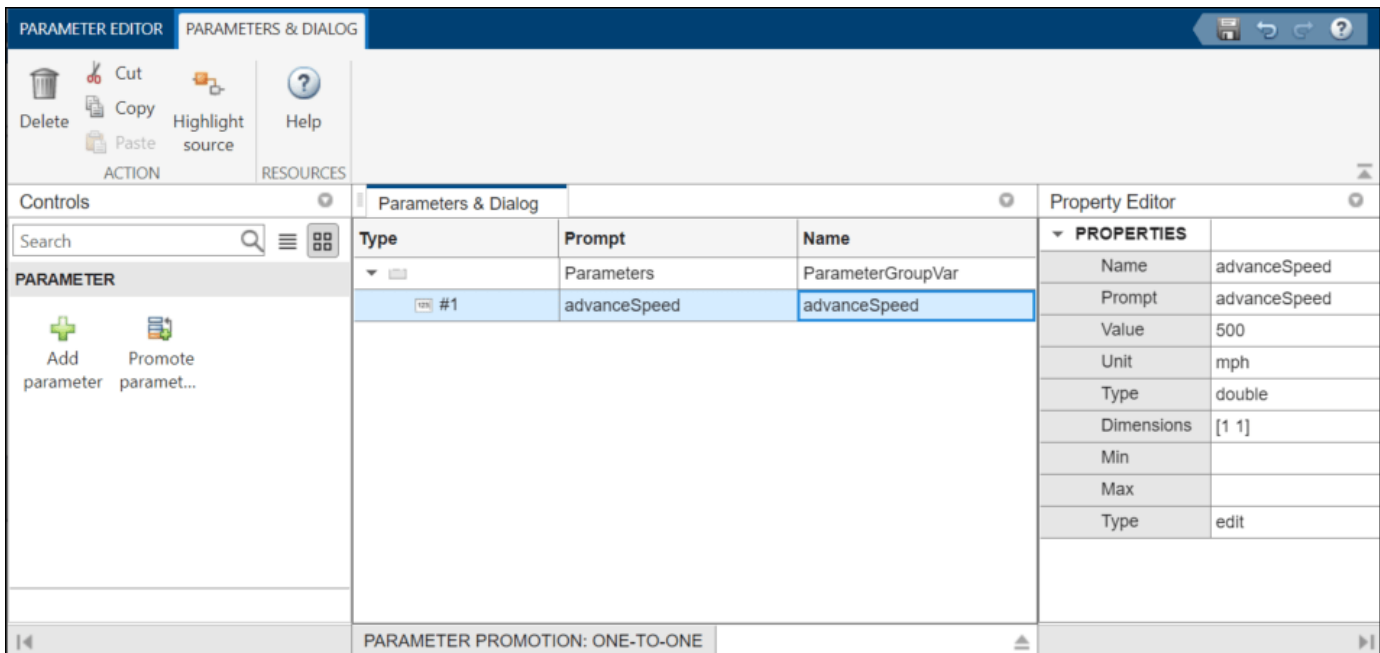 PARAMETER EDITOR PARAMETERS & DIALOG
Delete
Cut
Copy
Paste
Highlight
source
Help
ACTION
RESOURCES
Controls
Search
PARAMETER
Add
parameter
Promote
paramet...
Parameters & Dialog
Type Prompt Name
Parameters ParameterGroupVar
#1 advanceSpeed advanceSpeed
PARAMETER PROMOTION: ONE-TO-ONE
Property Editor
PROPERTIES
Name advanceSpeed
Prompt advanceSpeed
Value 500
Unit mph
Type double
Dimensions [1 1]
Min
Max
Type edit